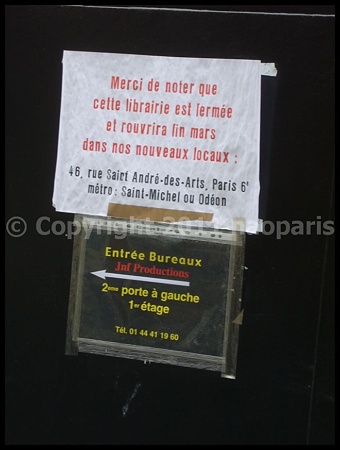 Merci de noter que
cette librairie est fermée
et rouvrira fin mars
dans nos nouveaux locaux :
46, rue Saint André-des-Arts, Paris 6e
métro : Saint-Michel ou Odéon
Entrée Bureaux
Jnf Productions
2ème porte à gauche
1er étage
Tél. 01 44 41 19 60
© Copyright